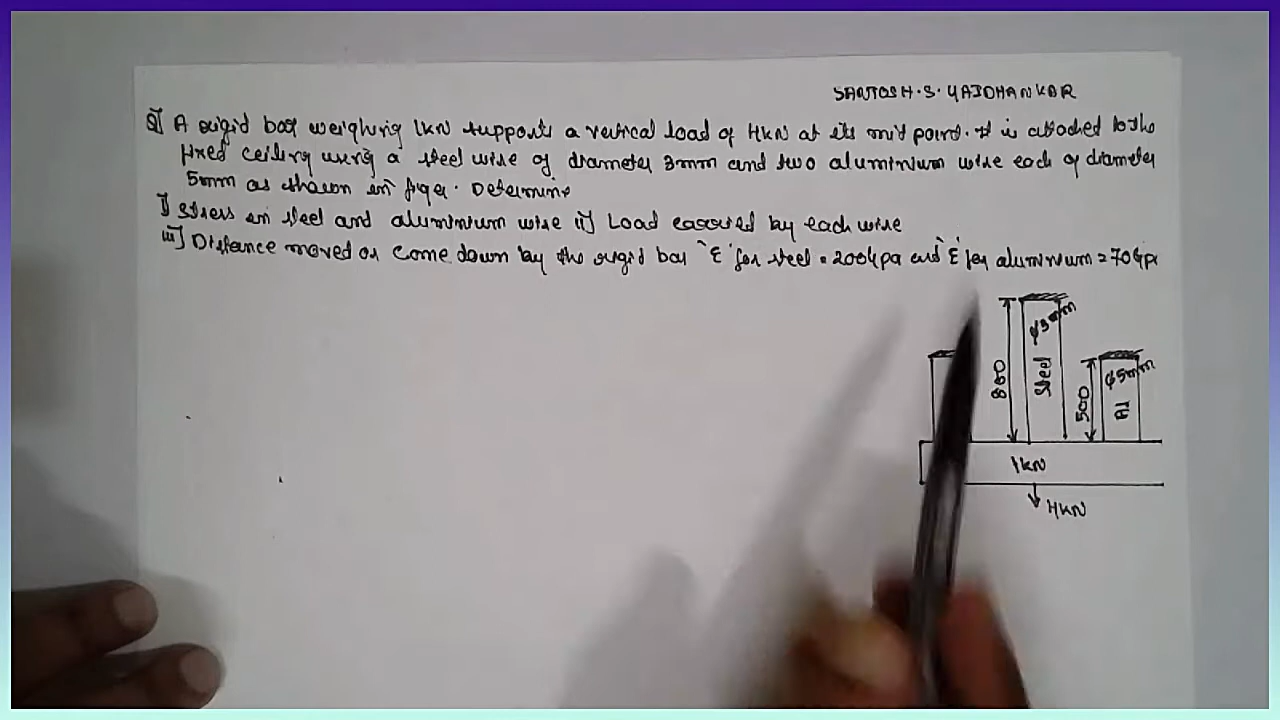 SANTOSH.S.YAJDHANKAR
Q] A rigid bar weighing 1kN supports a vertical load of 4kN at its mid point. It is attached to the
fixed ceiling using a steel wire of diameter 3mm and two aluminium wire each of diameter
5mm as shown in figer. Determine
i] Stress in steel and aluminium wire ii] Load carried by each wire
iii] Distance moved or come down by the rigid bar 'E' for steel = 200Gpa and 'E' for aluminium = 70Gpa
φ3mm
Steel
800
φ5mm
500
Al
1kN
4kN